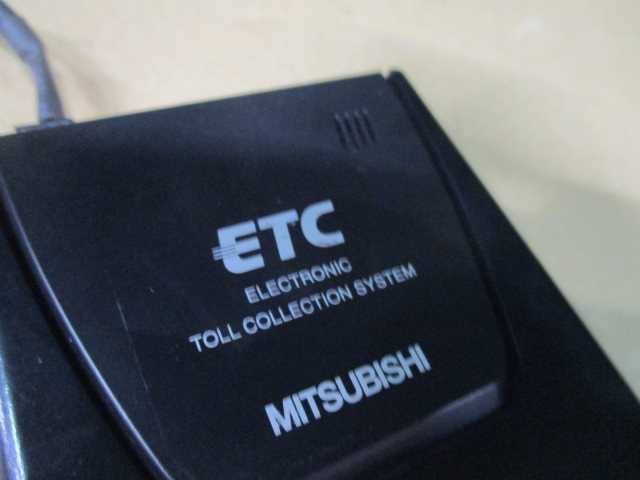 ETC
ELECTRONIC
TOLL COLLECTION SYSTEM
MITSUBISHI